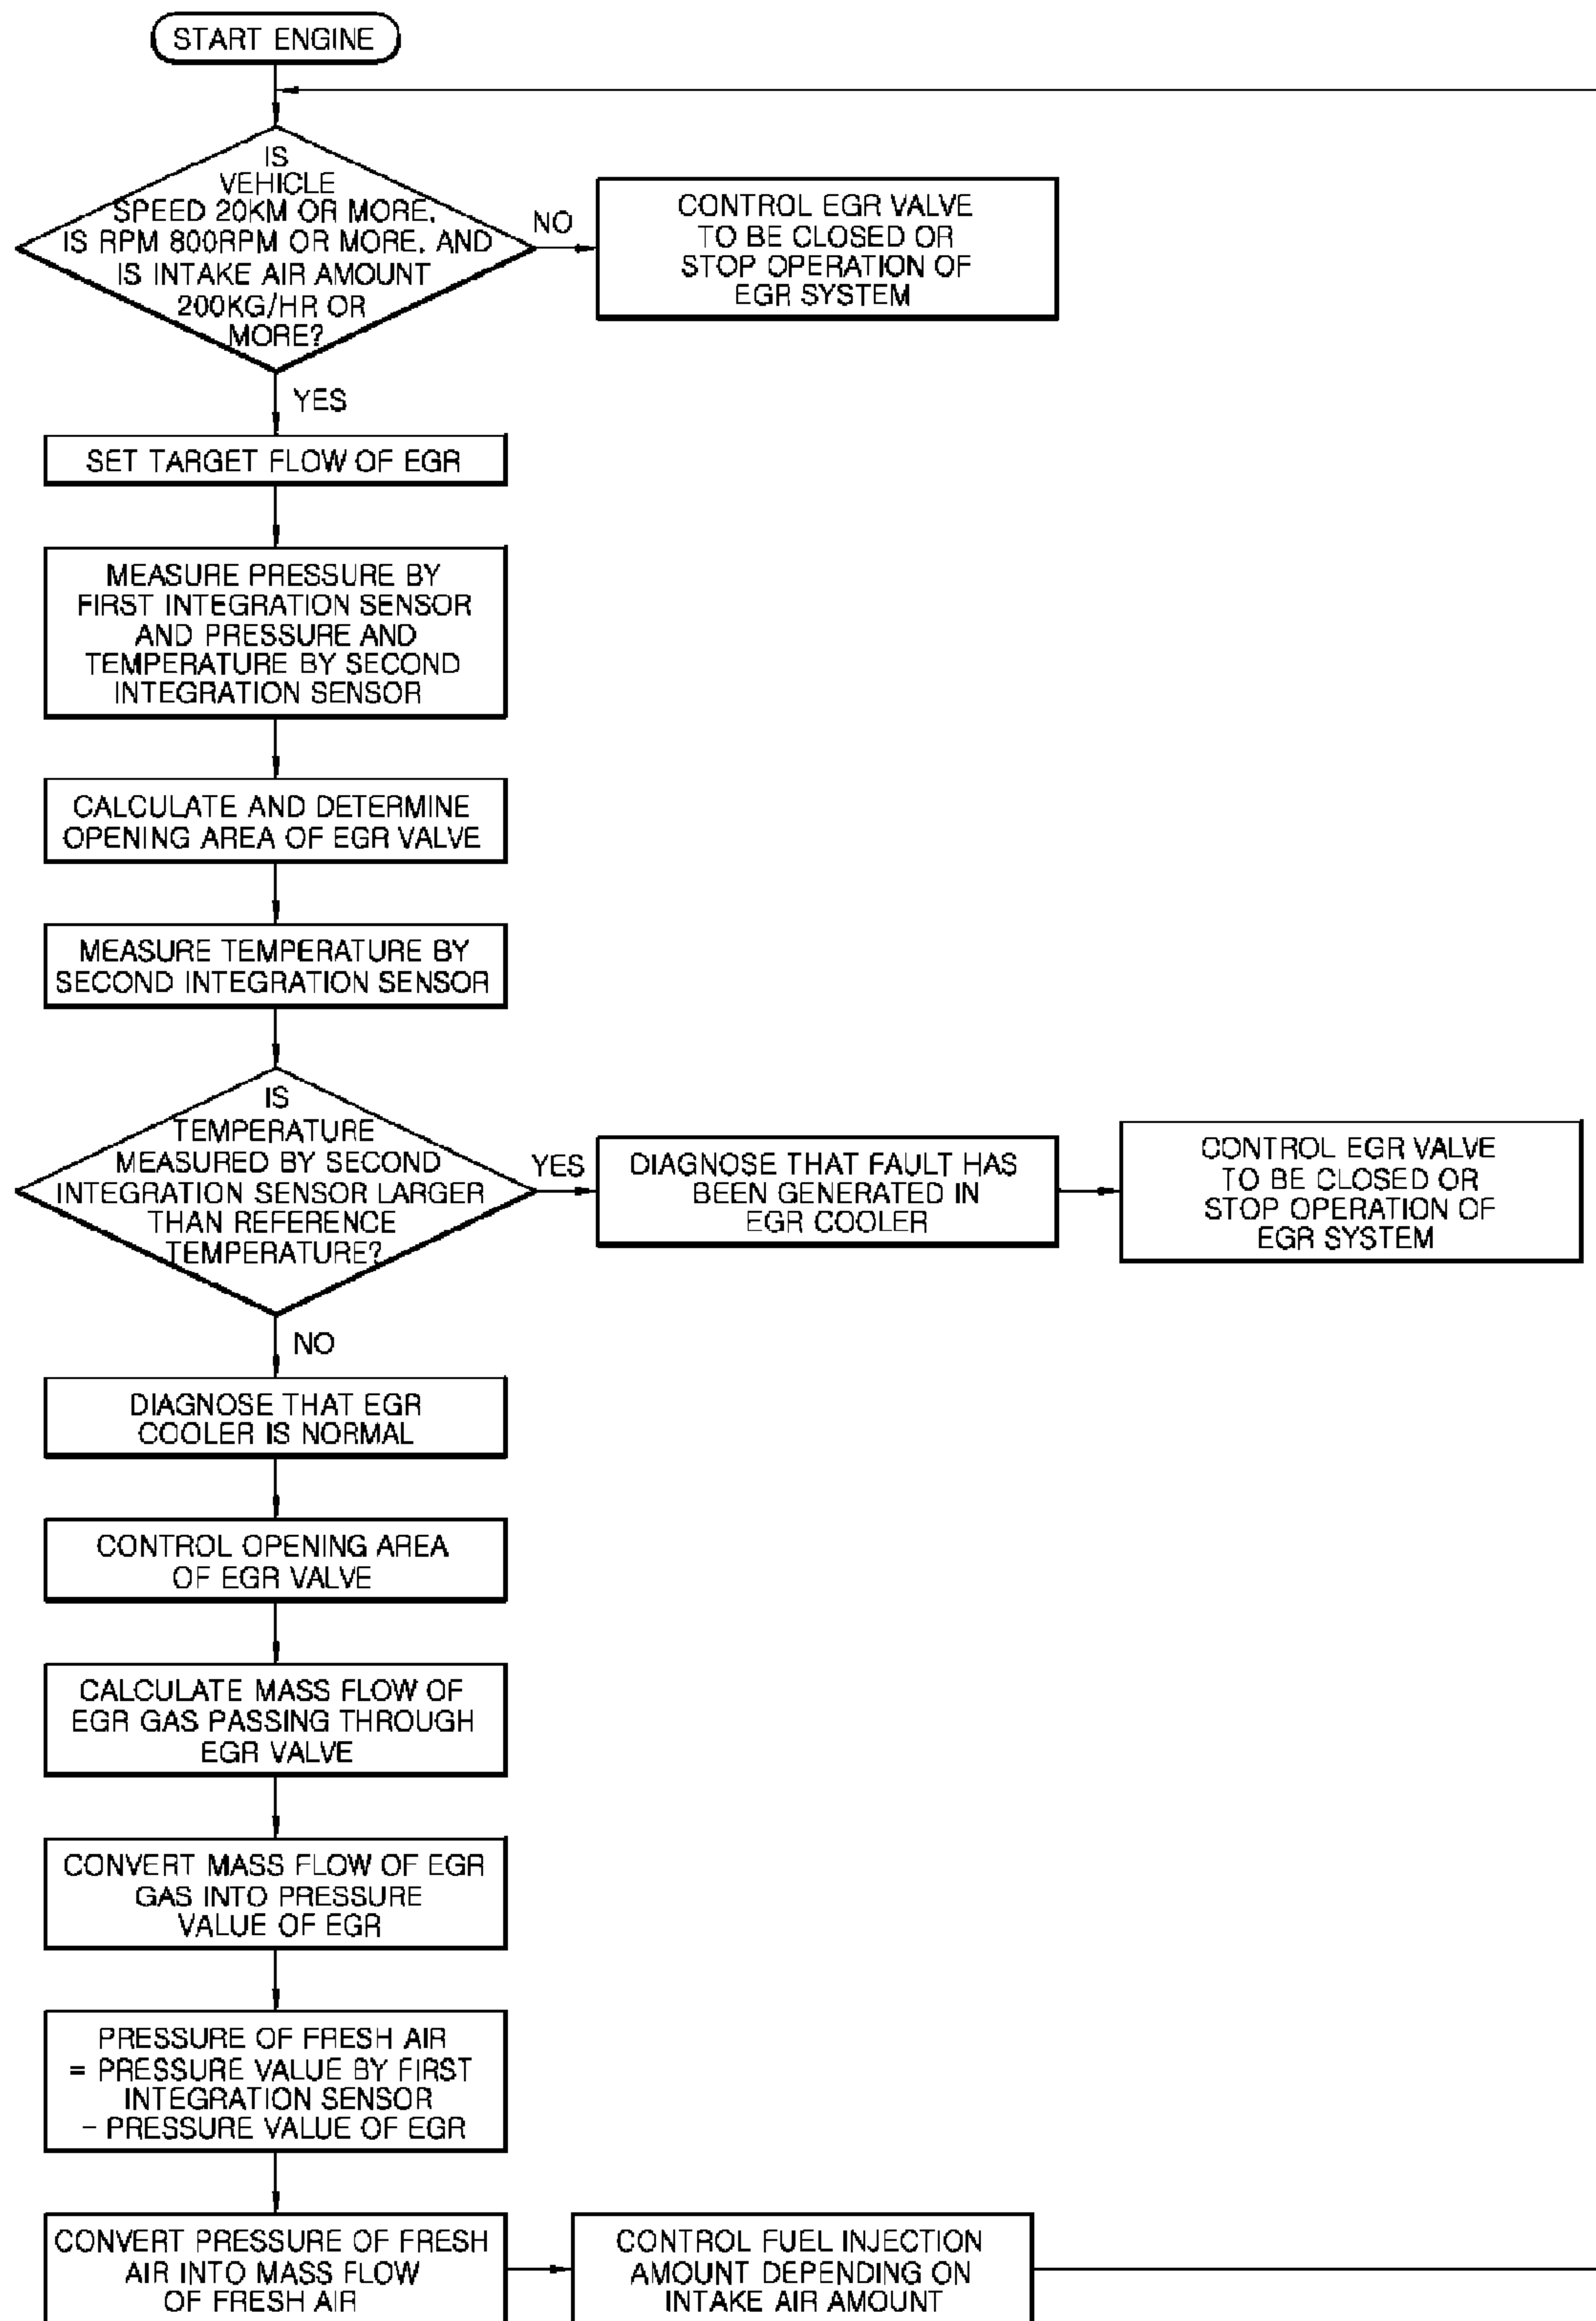 START ENGINE
IS
VEHICLE
SPEED 20KM OR MORE,
IS RPM 800RPM OR MORE, AND
IS INTAKE AIR AMOUNT
200KG/HR OR
MORE?
NO
CONTROL EGR VALVE
TO BE CLOSED OR
STOP OPERATION OF
EGR SYSTEM
YES
SET TARGET FLOW OF EGR
MEASURE PRESSURE BY
FIRST INTEGRATION SENSOR
AND PRESSURE AND
TEMPERATURE BY SECOND
INTEGRATION SENSOR
CALCULATE AND DETERMINE
OPENING AREA OF EGR VALVE
MEASURE TEMPERATURE BY
SECOND INTEGRATION SENSOR
IS
TEMPERATURE
MEASURED BY SECOND
INTEGRATION SENSOR LARGER
THAN REFERENCE
TEMPERATURE?
YES
DIAGNOSE THAT FAULT HAS
BEEN GENERATED IN
EGR COOLER
CONTROL EGR VALVE
TO BE CLOSED OR
STOP OPERATION OF
EGR SYSTEM
NO
DIAGNOSE THAT EGR
COOLER IS NORMAL
CONTROL OPENING AREA
OF EGR VALVE
CALCULATE MASS FLOW OF
EGR GAS PASSING THROUGH
EGR VALVE
CONVERT MASS FLOW OF EGR
GAS INTO PRESSURE
VALUE OF EGR
PRESSURE OF FRESH AIR
= PRESSURE VALUE BY FIRST
INTEGRATION SENSOR
− PRESSURE VALUE OF EGR
CONVERT PRESSURE OF FRESH
AIR INTO MASS FLOW
OF FRESH AIR
CONTROL FUEL INJECTION
AMOUNT DEPENDING ON
INTAKE AIR AMOUNT